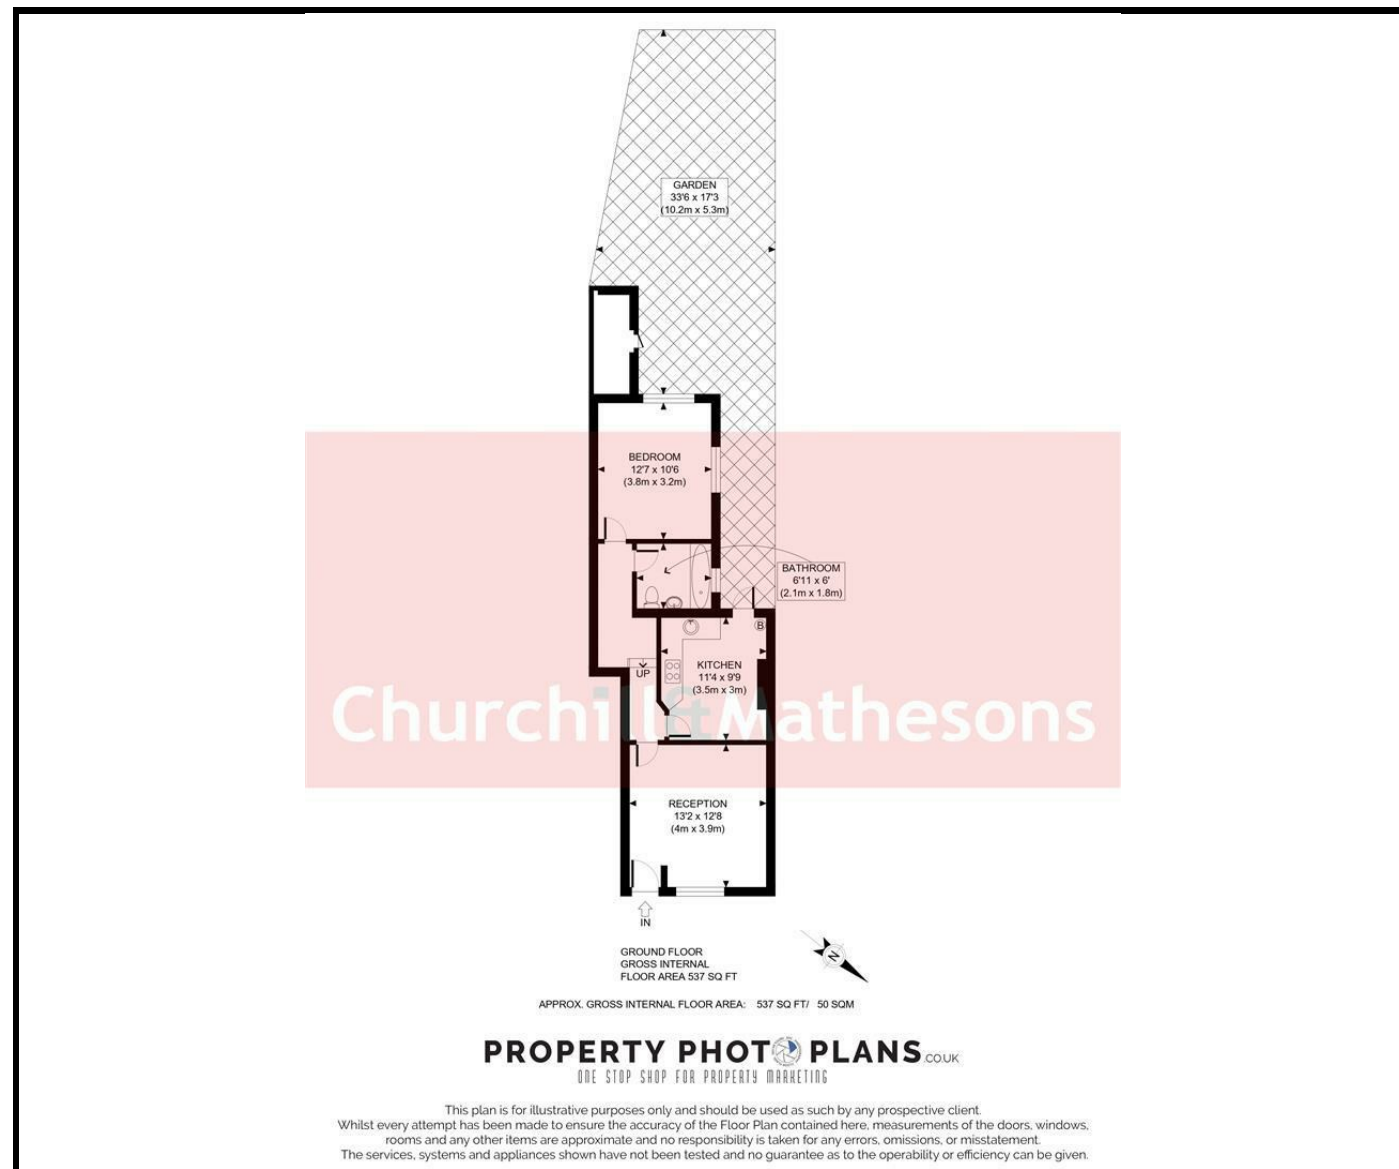 GARDEN
33'6 x 17'3
(10.2m x 5.3m)
BEDROOM
12'7 x 10'6
(3.8m x 3.2m)
BATHROOM
6'11 x 6'
(2.1m x 1.8m)
B
KITCHEN
11'4 x 9'9
(3.5m x 3m)
UP
Churchill & Mathesons
RECEPTION
13'2 x 12'8
(4m x 3.9m)
IN
N
GROUND FLOOR
GROSS INTERNAL
FLOOR AREA 537 SQ FT
APPROX. GROSS INTERNAL FLOOR AREA: 537 SQ FT/ 50 SQM
PROPERTY PHOTO PLANS.CO.UK
ONE STOP SHOP FOR PROPERTY MARKETING
This plan is for illustrative purposes only and should be used as such by any prospective client.
Whilst every attempt has been made to ensure the accuracy of the Floor Plan contained here, measurements of the doors, windows,
rooms and any other items are approximate and no responsibility is taken for any errors, omissions, or misstatement.
The services, systems and appliances shown have not been tested and no guarantee as to the operability or efficiency can be given.